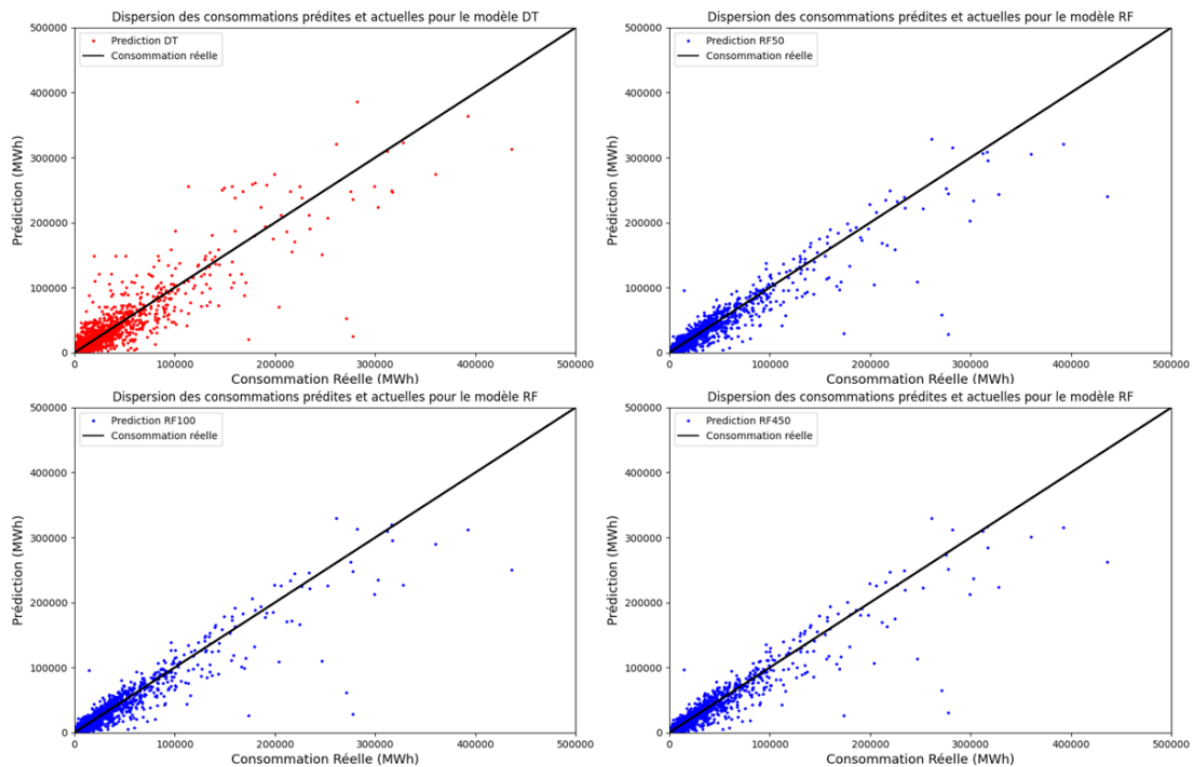 Dispersion des consommations prédites et actuelles pour le modèle DT
500000
400000
300000
200000
100000
0
Prédiction (MWh)
Prediction DT
Consommation réelle
0 100000 200000 300000 400000 500000
Consommation Réelle (MWh)
Dispersion des consommations prédites et actuelles pour le modèle RF
500000
400000
300000
200000
100000
0
Prédiction (MWh)
Prediction RF50
Consommation réelle
0 100000 200000 300000 400000 500000
Consommation Réelle (MWh)
Dispersion des consommations prédites et actuelles pour le modèle RF
500000
400000
300000
200000
100000
0
Prédiction (MWh)
Prediction RF100
Consommation réelle
0 100000 200000 300000 400000 500000
Consommation Réelle (MWh)
Dispersion des consommations prédites et actuelles pour le modèle RF
500000
400000
300000
200000
100000
0
Prédiction (MWh)
Prediction RF450
Consommation réelle
0 100000 200000 300000 400000 500000
Consommation Réelle (MWh)